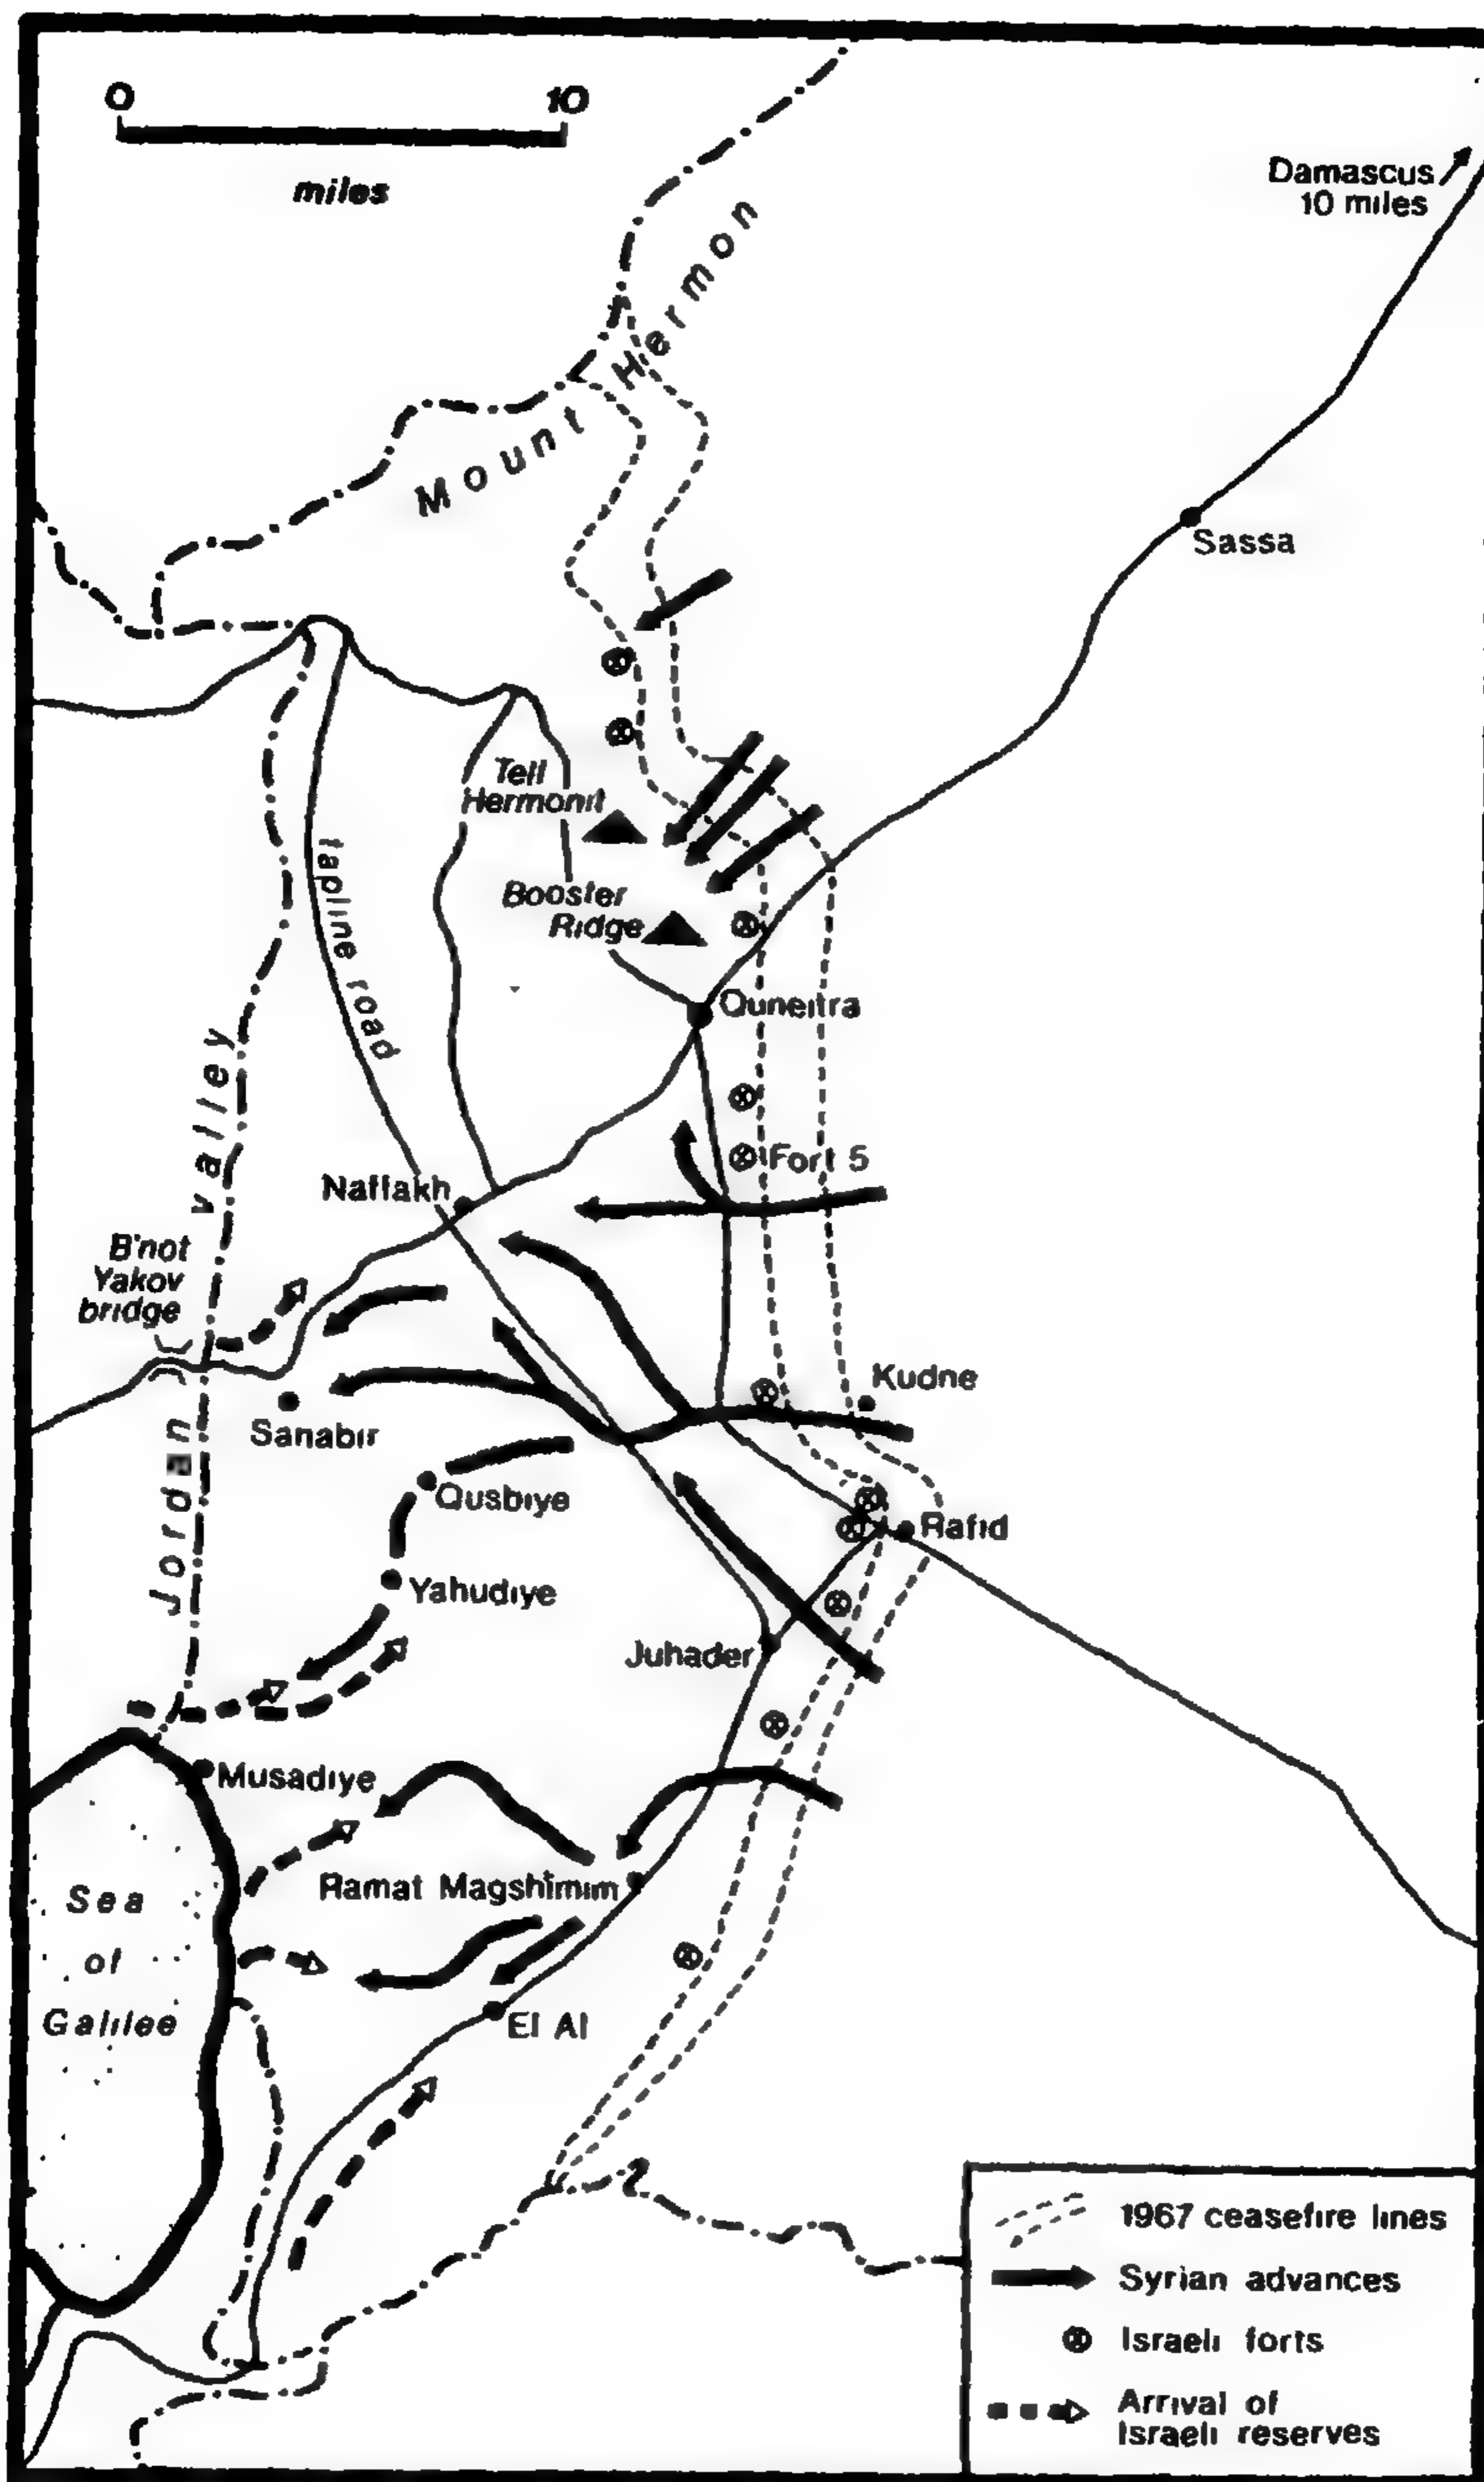 0 10
miles
Damascus
10 miles
Mount Hermon
Sassa
Tell
Hermonit
tapline road
Booster
Ridge
Quneitra
Jordan valley
Fort 5
Naffakh
B'not
Yakov
bridge
Kudne
Sanabir
Qusbiye
Rafid
Yahudiye
Juhader
Musadiye
Ramat Magshimim
Sea
of
Galilee
El Al
1967 ceasefire lines
Syrian advances
Israeli forts
Arrival of
Israeli reserves